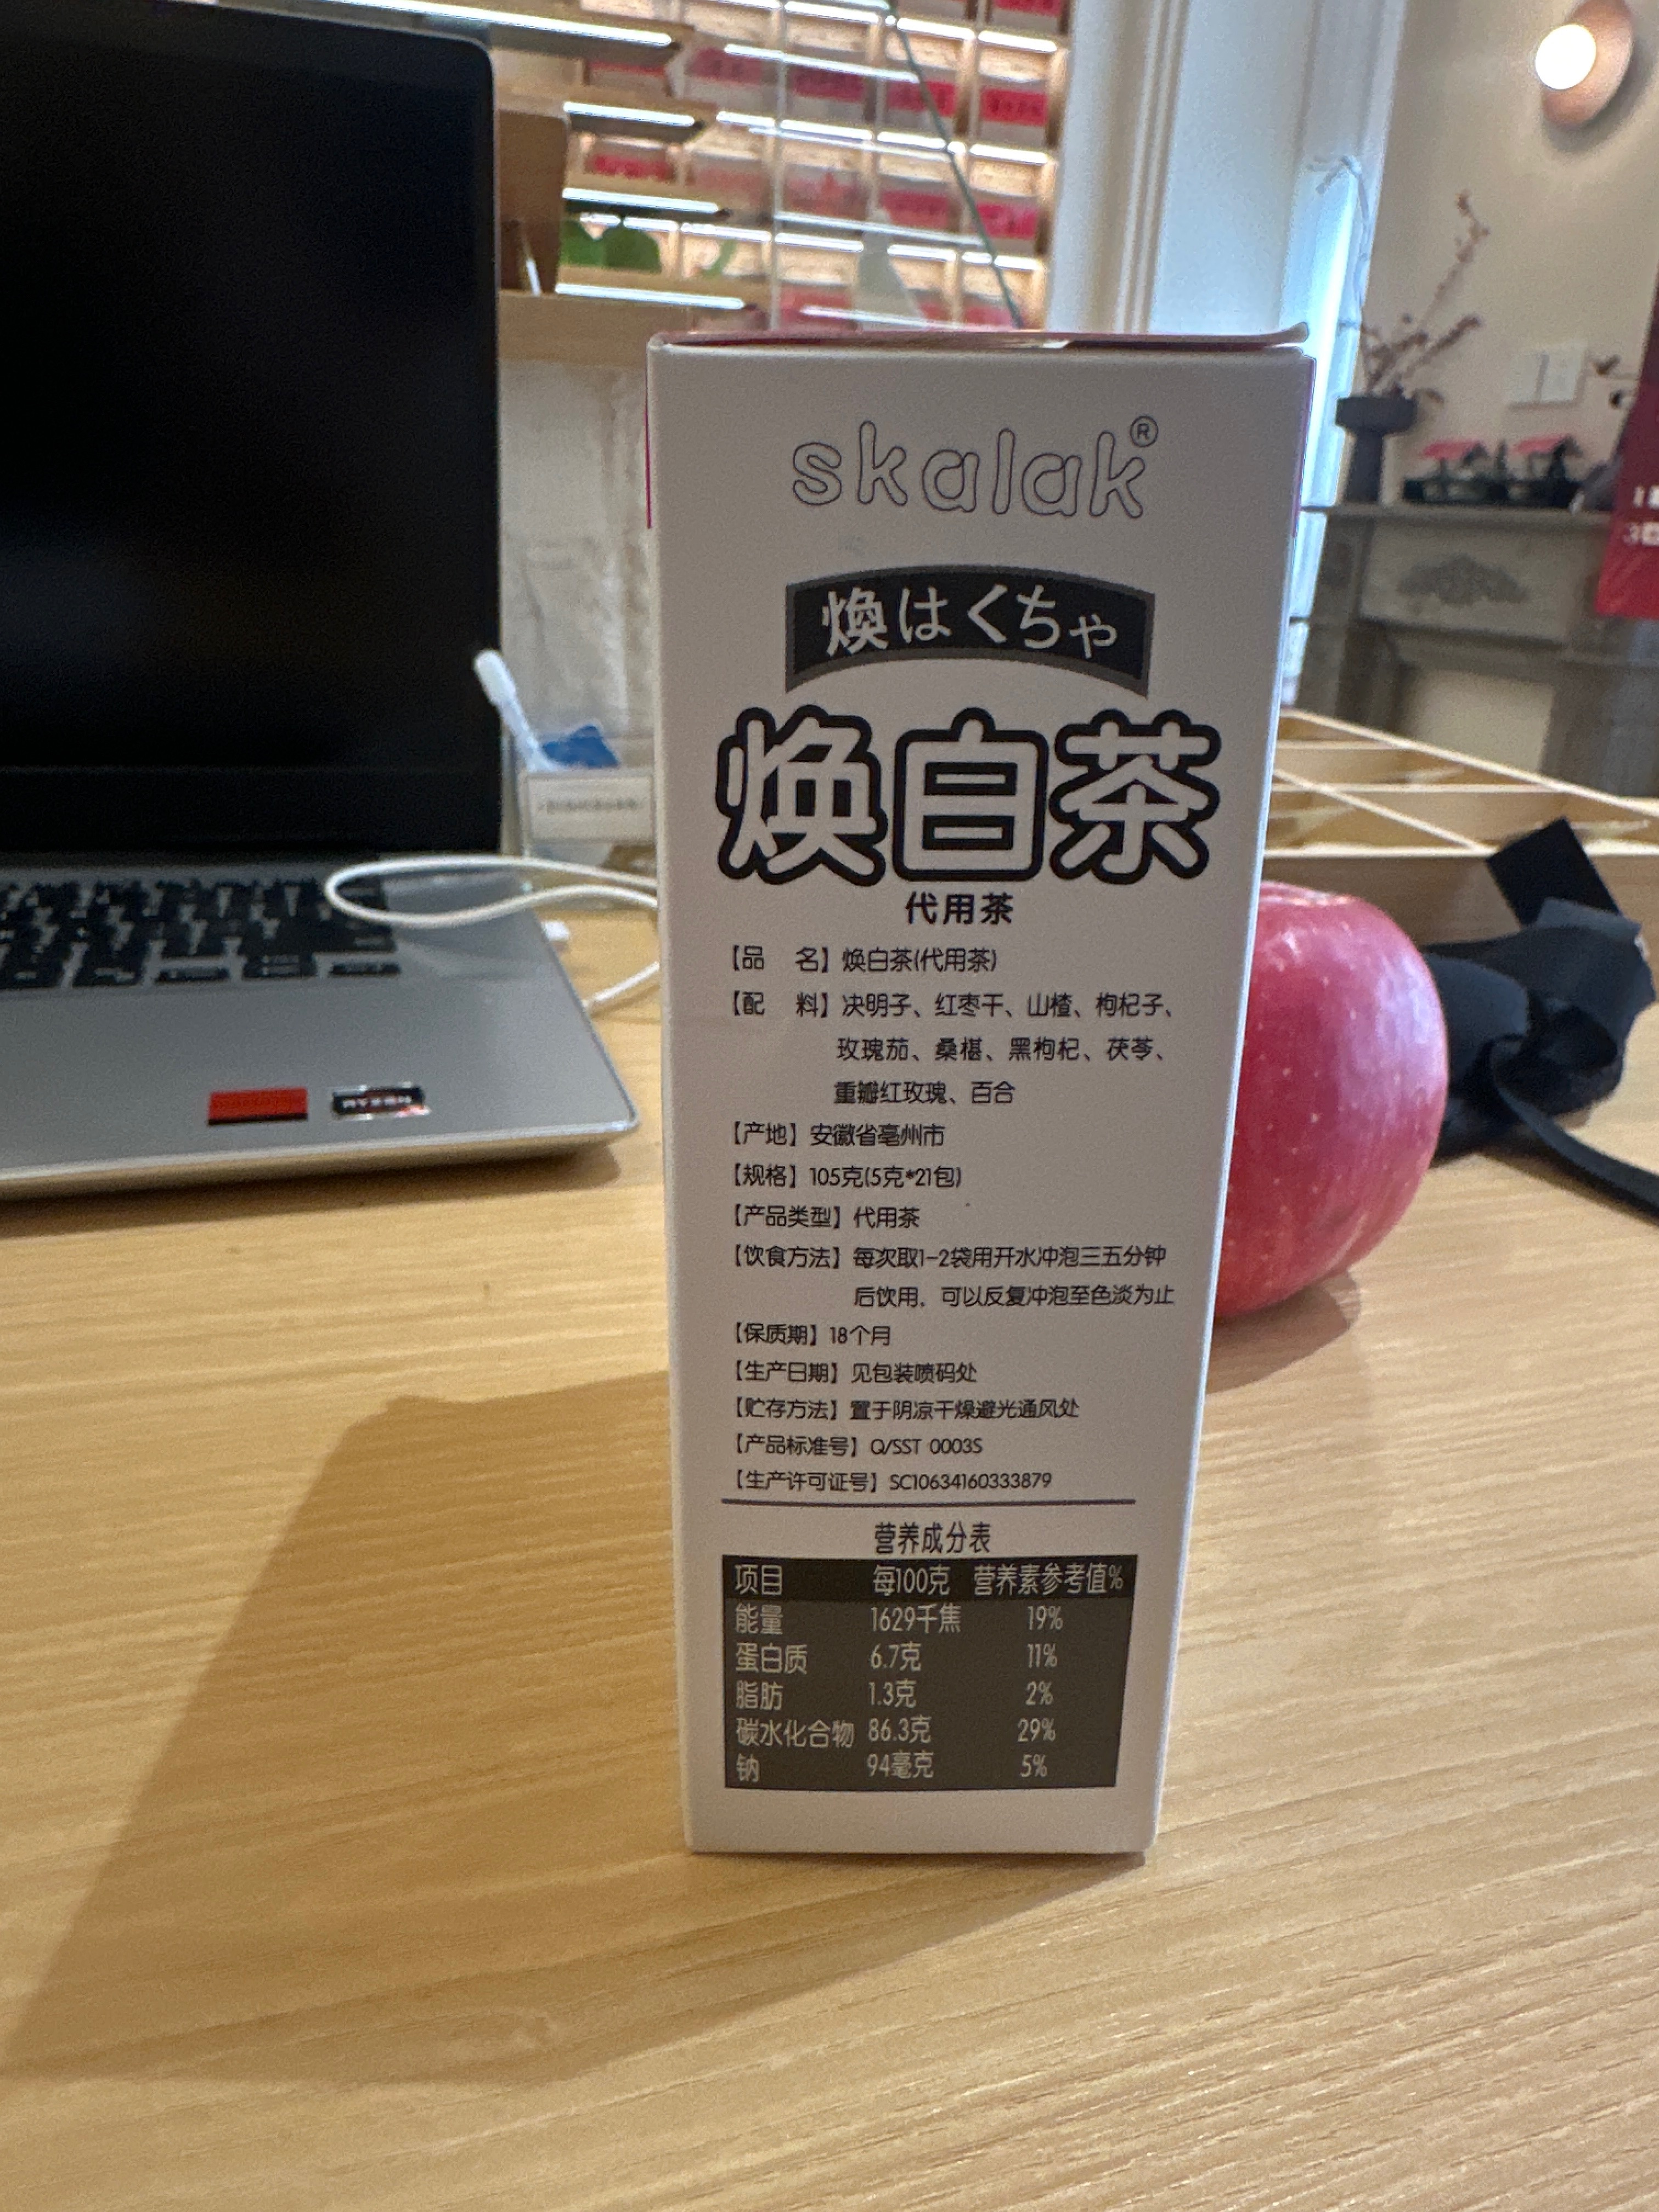 skalak®
焕はくちゃ
焕白茶
代用茶
【品 名】焕白茶(代用茶)
【配 料】决明子、红枣干、山楂、枸杞子、
玫瑰茄、桑椹、黑枸杞、茯苓、
重瓣红玫瑰、百合
【产地】安徽省亳州市
【规格】105克(5克*21包)
【产品类型】代用茶
【饮食方法】每次取1-2袋用开水冲泡三五分钟
后饮用，可以反复冲泡至色淡为止
【保质期】18个月
【生产日期】见包装喷码处
【贮存方法】置于阴凉干燥避光通风处
【产品标准号】Q/SST 0003S
【生产许可证号】SC10634160333879
营养成分表
项目 每100克 营养素参考值%
能量 1629千焦 19%
蛋白质 6.7克 11%
脂肪 1.3克 2%
碳水化合物 86.3克 29%
钠 94毫克 5%
RYZEN